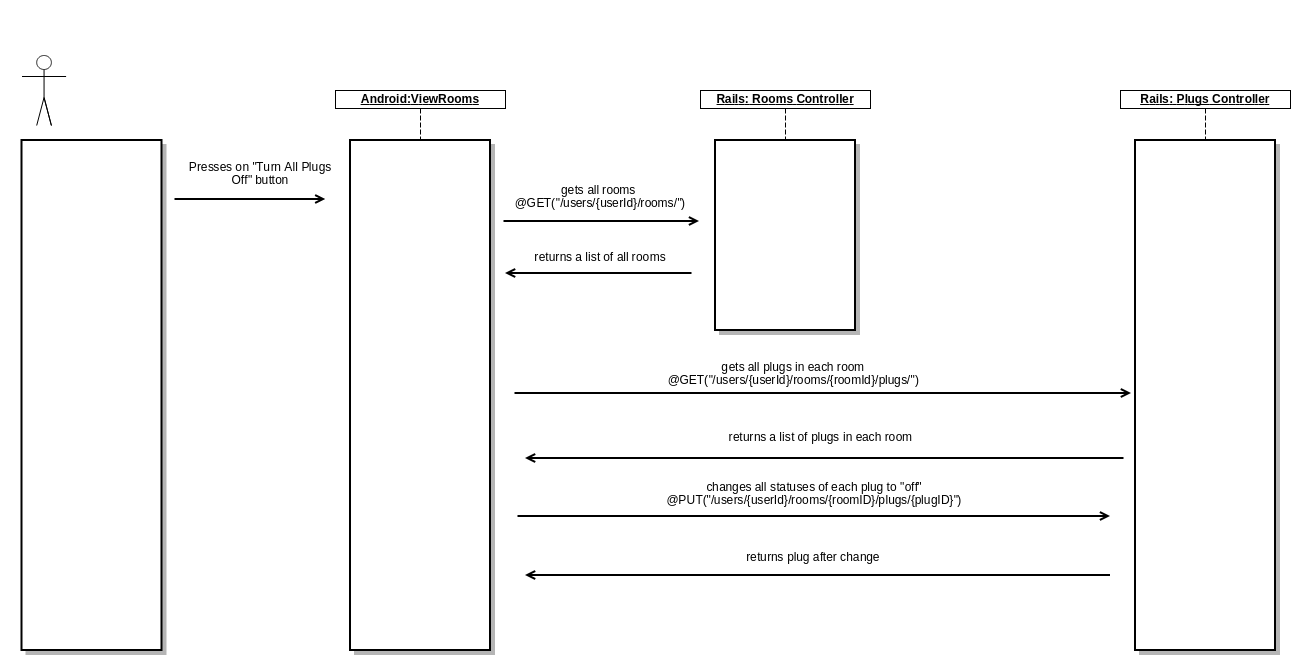 Android:ViewRooms
Rails: Rooms Controller
Rails: Plugs Controller
Presses on "Turn All Plugs
Off" button
gets all rooms
@GET("/users/{userId}/rooms/")
returns a list of all rooms
gets all plugs in each room
@GET("/users/{userId}/rooms/{roomId}/plugs/")
returns a list of plugs in each room
changes all statuses of each plug to "off"
@PUT("/users/{userId}/rooms/{roomID}/plugs/{plugID}")
returns plug after change